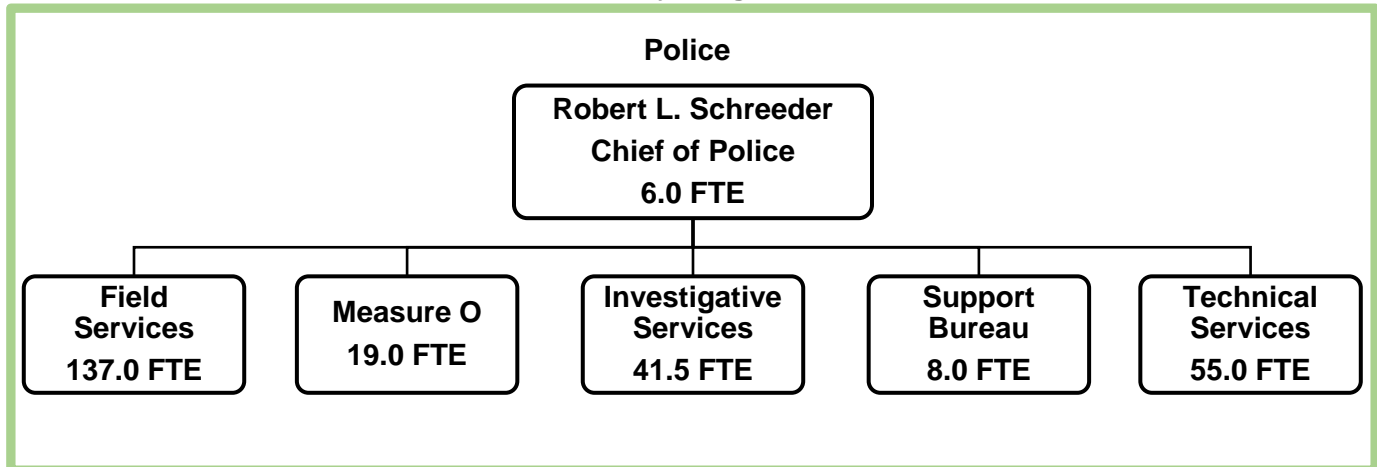 Police
Robert L. Schreeder
Chief of Police
6.0 FTE
Field
Services
137.0 FTE
Measure O
19.0 FTE
Investigative
Services
41.5 FTE
Support
Bureau
8.0 FTE
Technical
Services
55.0 FTE